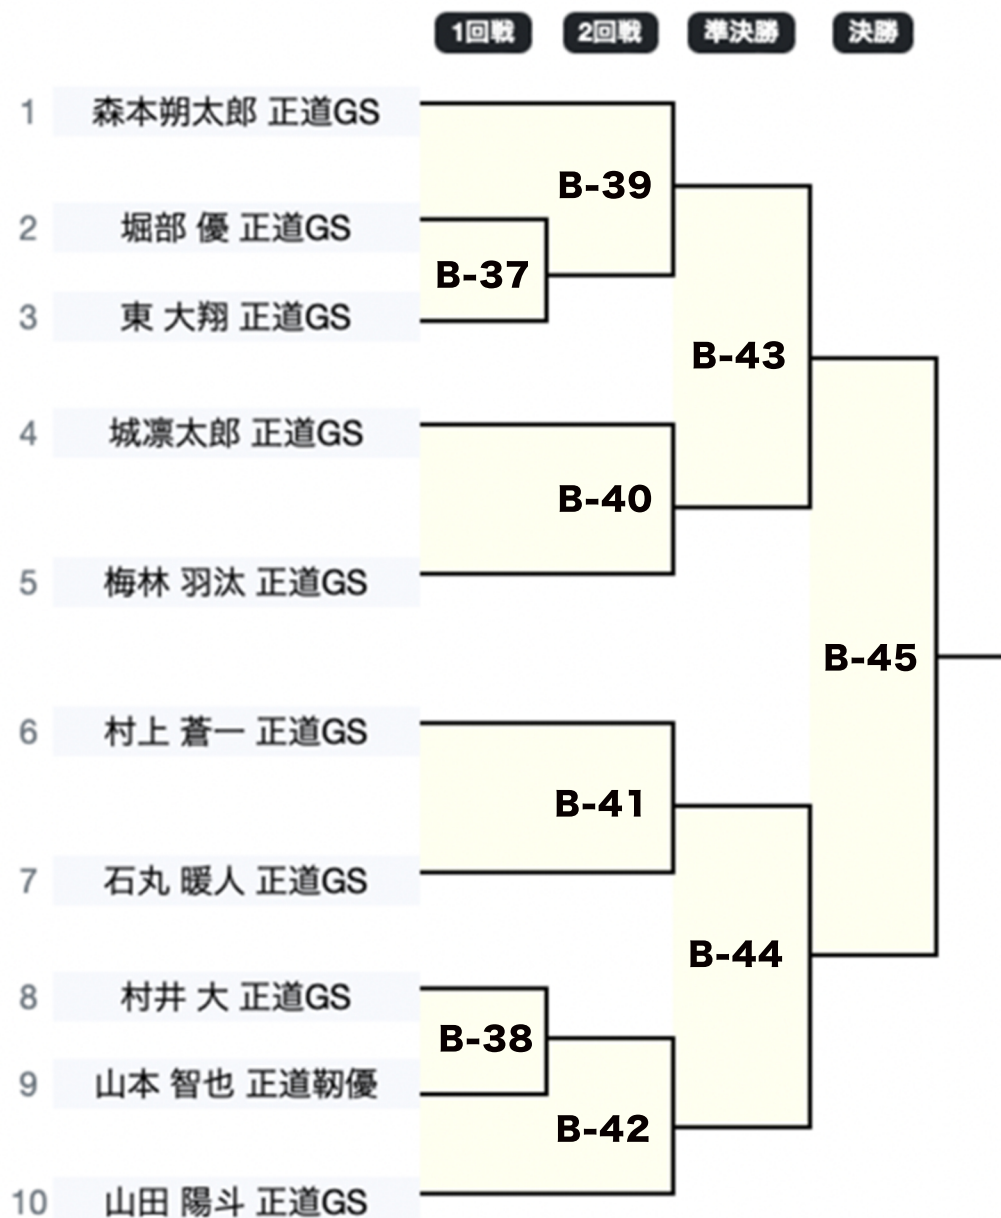 1回戦 2回戦 準決勝 決勝
1 森本朔太郎 正道GS
B-39
2 堀部 優 正道GS
B-37
3 東 大翔 正道GS
B-43
4 城凛太郎 正道GS
B-40
5 梅林 羽汰 正道GS
B-45
6 村上 蒼一 正道GS
B-41
7 石丸 暖人 正道GS
B-44
8 村井 大 正道GS
B-38
9 山本 智也 正道靭優
B-42
10 山田 陽斗 正道GS